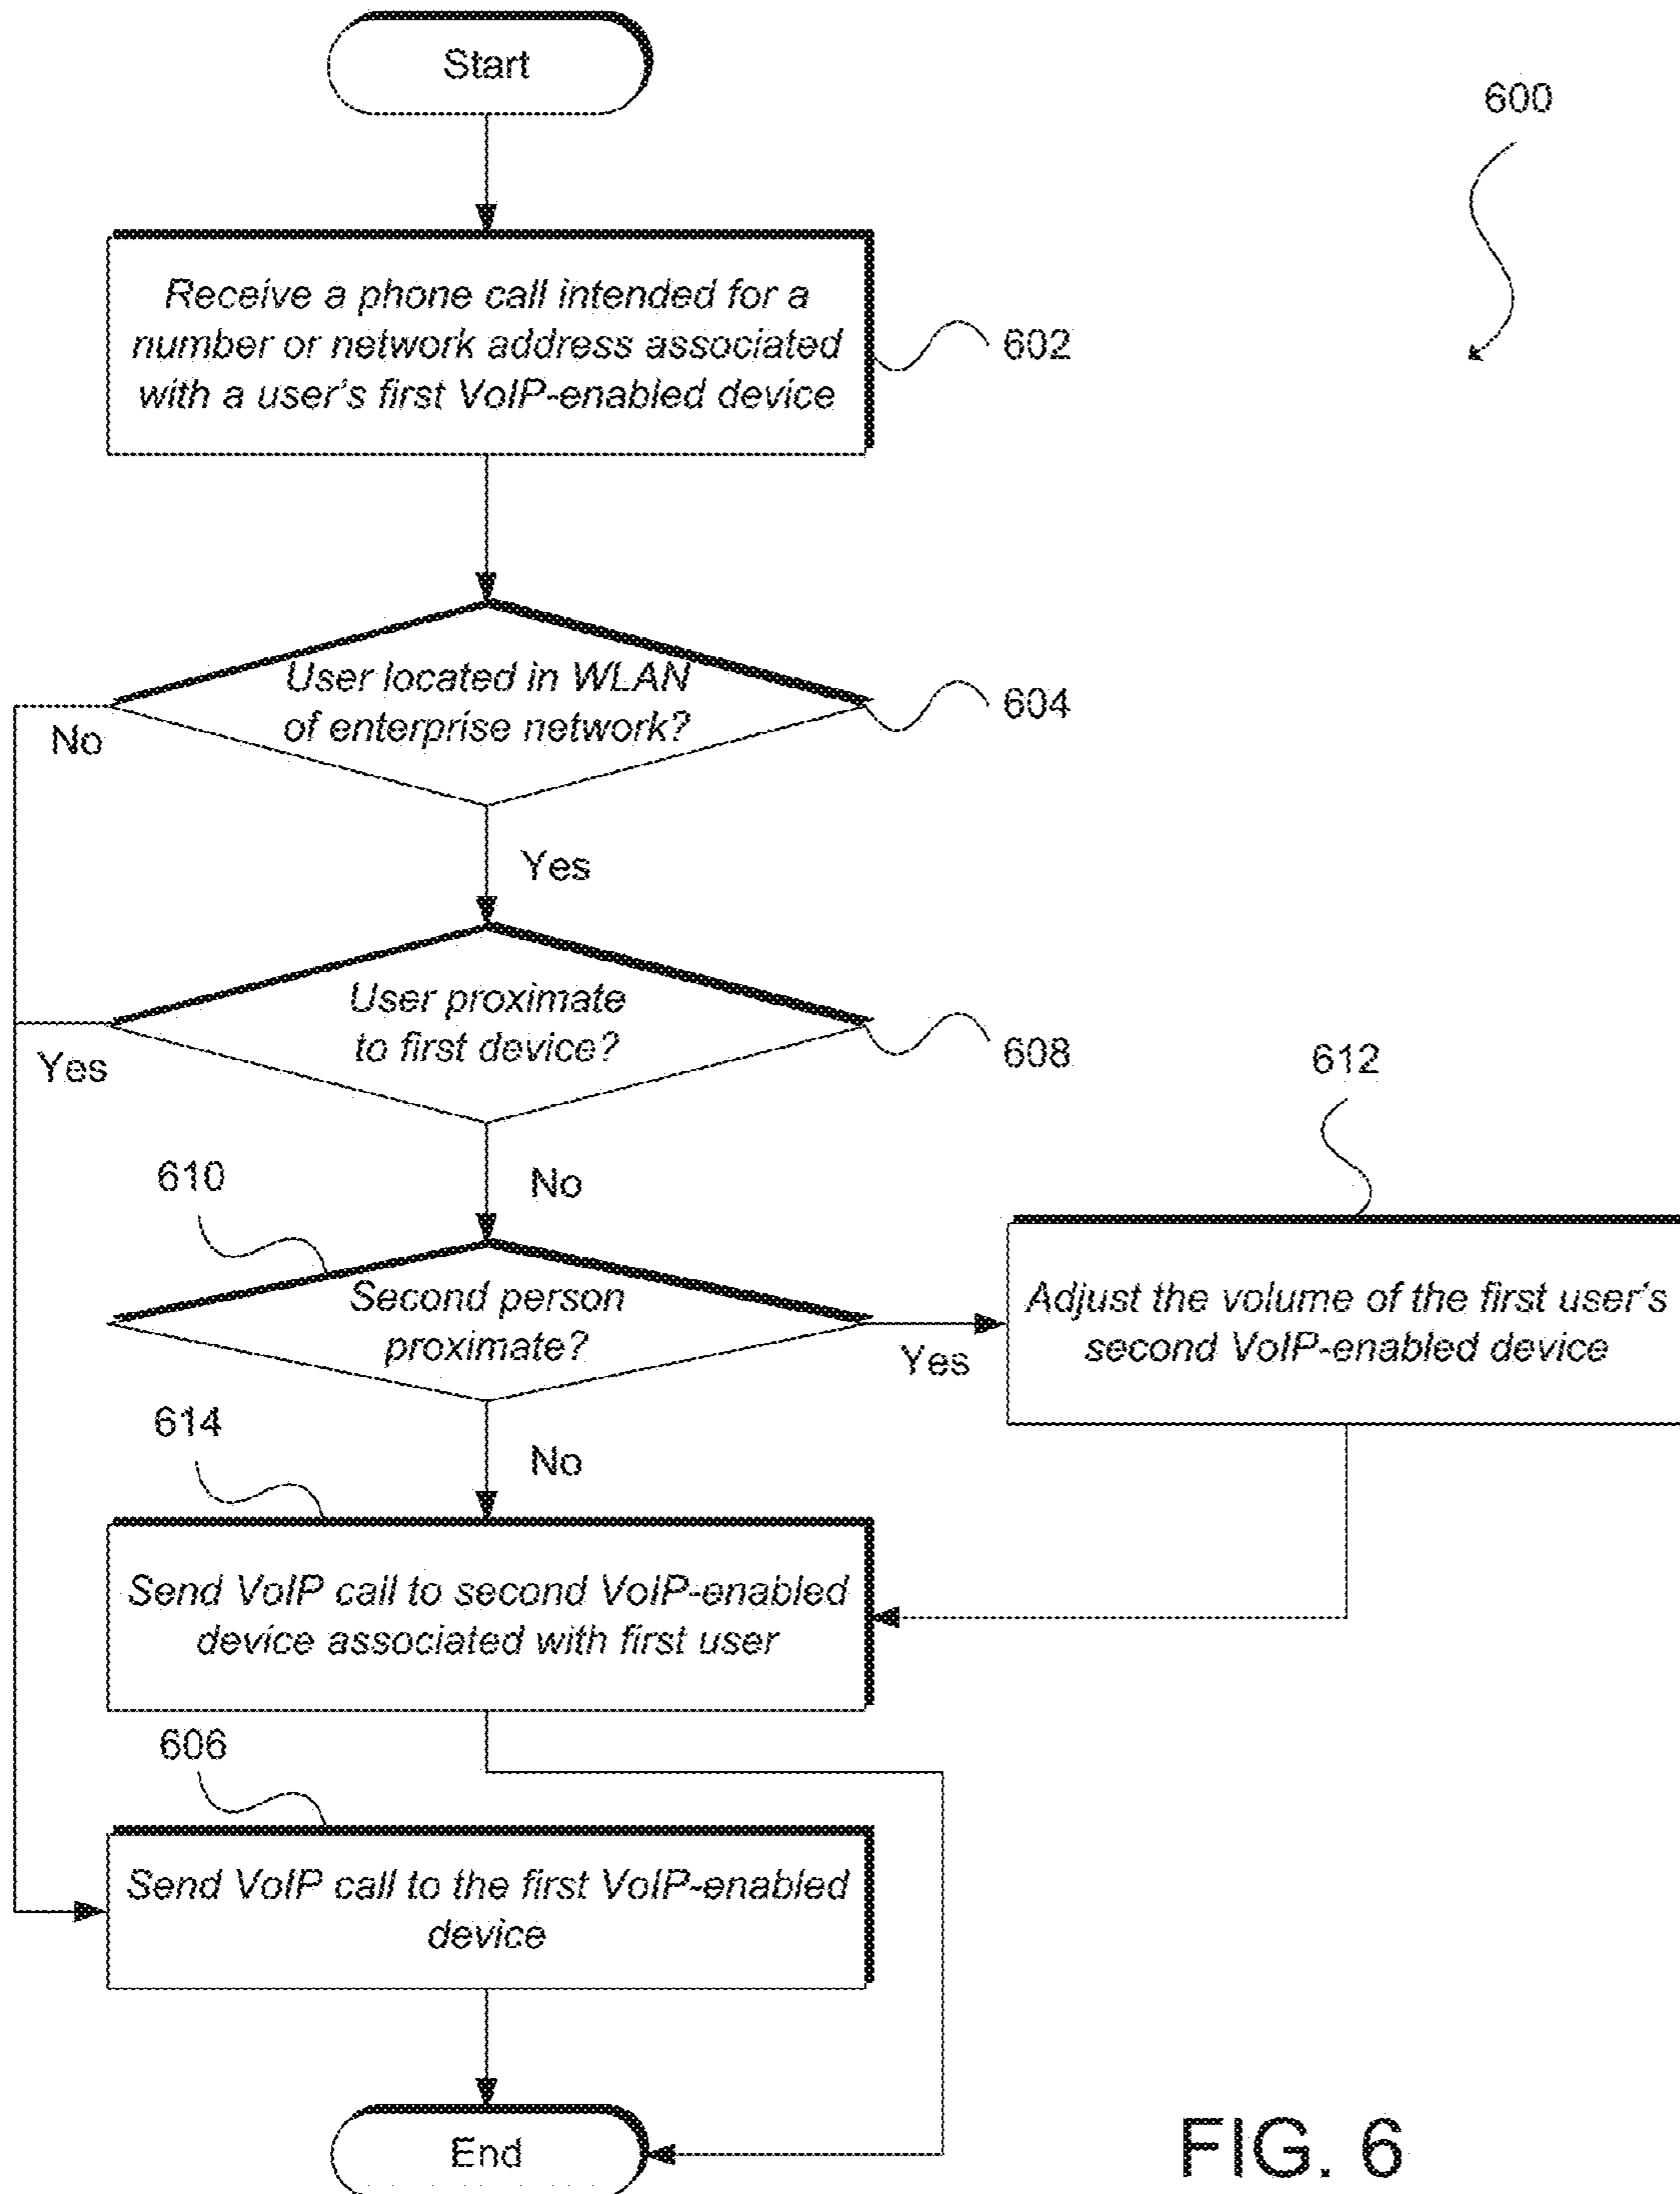 Start
600
Receive a phone call intended for a
number or network address associated
with a user's first VoIP-enabled device
602
User located in WLAN
of enterprise network?
604
No
Yes
User proximate
to first device?
608
Yes
612
610
No
Second person
proximate?
Yes
Adjust the volume of the first user's
second VoIP-enabled device
614
No
Send VoIP call to second VoIP-enabled
device associated with first user
606
Send VoIP call to the first VoIP-enabled
device
End
FIG. 6